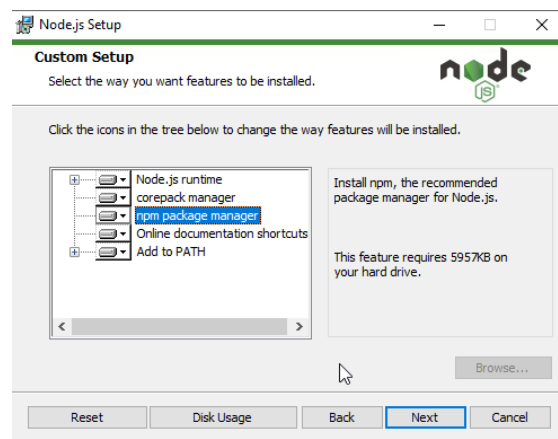 Node.js Setup
Custom Setup
Select the way you want features to be installed.
node
JS
Click the icons in the tree below to change the way features will be installed.
Node.js runtime
corepack manager
npm package manager
Online documentation shortcuts
Add to PATH
Install npm, the recommended
package manager for Node.js.
This feature requires 5957KB on
your hard drive.
Browse...
Reset Disk Usage Back Next Cancel